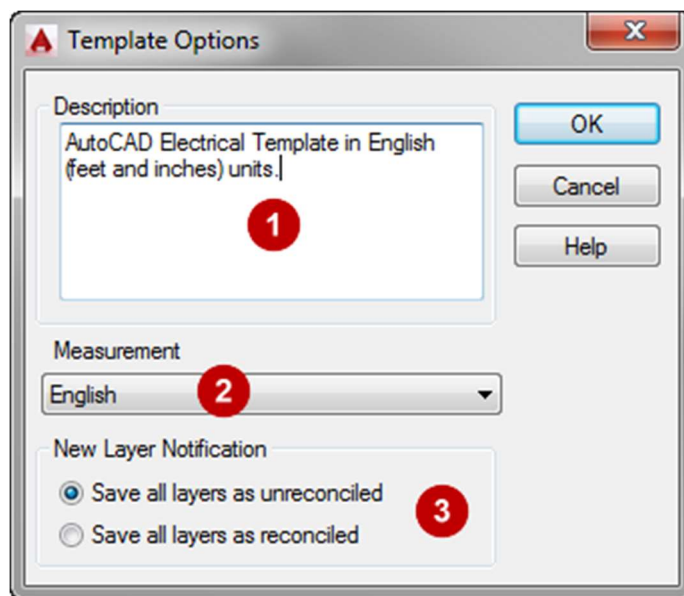 Template Options
Description
AutoCAD Electrical Template in English
(feet and inches) units.
1
OK
Cancel
Help
Measurement
English
2
New Layer Notification
Save all layers as unreconciled
Save all layers as reconciled
3